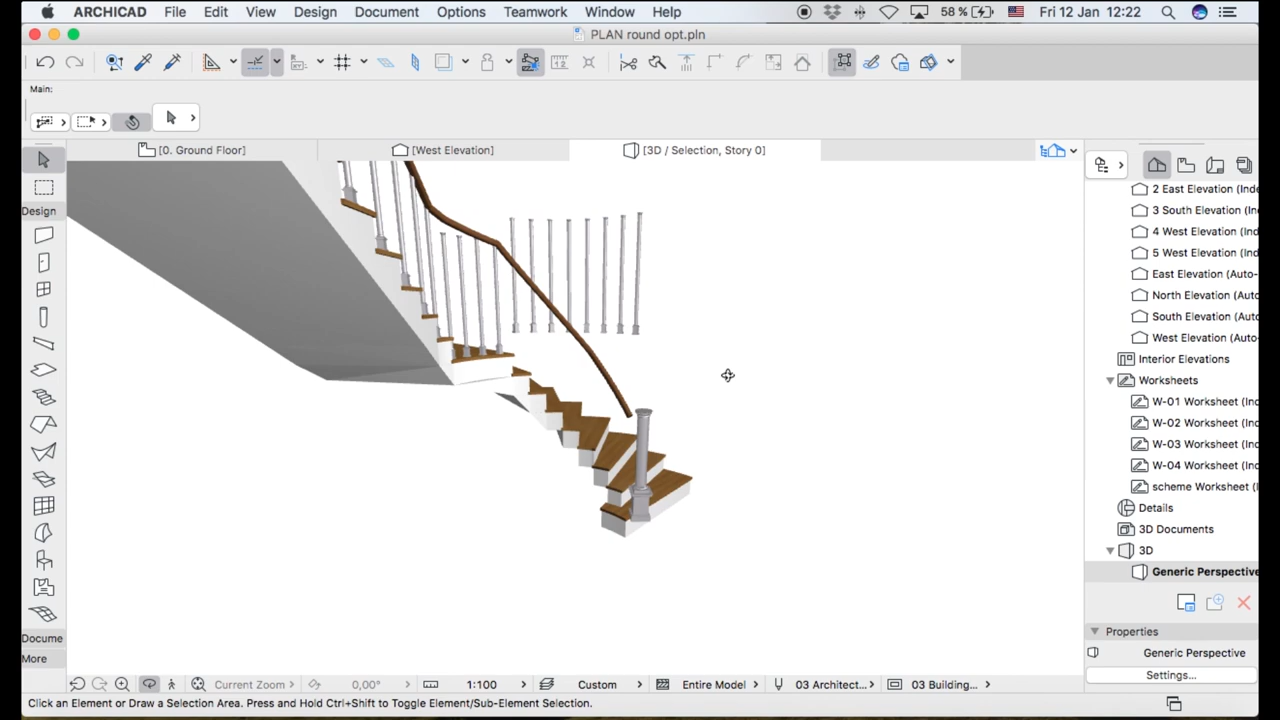 ARCHICAD File Edit View Design Document Options Teamwork Window Help 58 % Fri 12 Jan 12:22
PLAN round opt.pln
Main:
[0. Ground Floor] [West Elevation] [3D / Selection, Story 0]
Design
Docume
More
2 East Elevation (Inde
3 South Elevation (In
4 West Elevation (Ind
5 West Elevation (Ind
East Elevation (Auto-
North Elevation (Auto
South Elevation (Auto
West Elevation (Auto
Interior Elevations
Worksheets
W-01 Worksheet (Inc
W-02 Worksheet (Inc
W-03 Worksheet (Inc
W-04 Worksheet (Inc
scheme Worksheet (I
Details
3D Documents
3D
Generic Perspective
Properties
Generic Perspective
Settings...
Current Zoom 0,00° 1:100 Custom Entire Model 03 Architect... 03 Building...
Click an Element or Draw a Selection Area. Press and Hold Ctrl+Shift to Toggle Element/Sub-Element Selection.